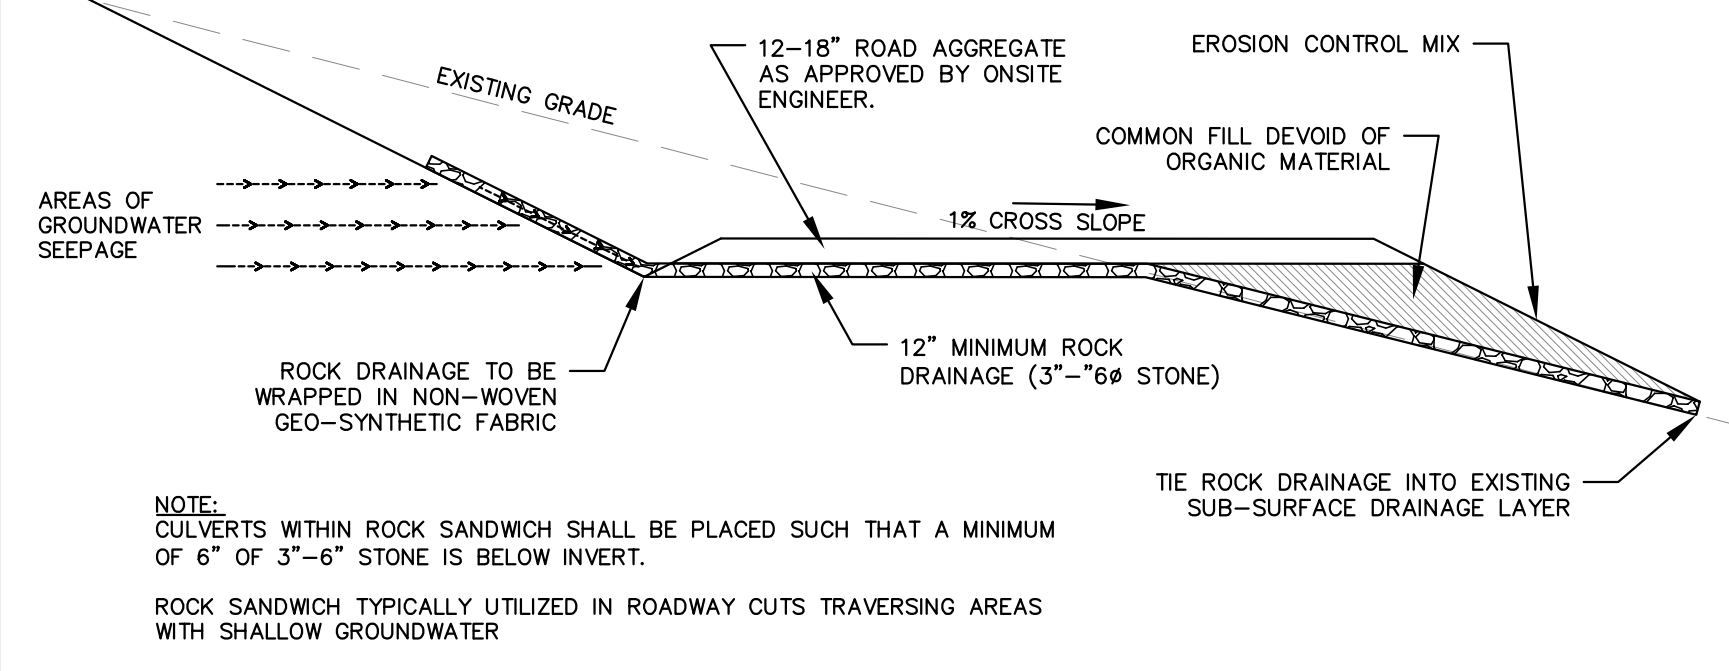 12-18” ROAD AGGREGATE
AS APPROVED BY ONSITE
ENGINEER.
EROSION CONTROL MIX
EXISTING GRADE
COMMON FILL DEVOID OF
ORGANIC MATERIAL
AREAS OF
GROUNDWATER
SEEPAGE
1% CROSS SLOPE
12” MINIMUM ROCK
DRAINAGE (3”-”6ø STONE)
ROCK DRAINAGE TO BE
WRAPPED IN NON-WOVEN
GEO-SYNTHETIC FABRIC
TIE ROCK DRAINAGE INTO EXISTING
SUB-SURFACE DRAINAGE LAYER
NOTE:
CULVERTS WITHIN ROCK SANDWICH SHALL BE PLACED SUCH THAT A MINIMUM
OF 6” OF 3”-6” STONE IS BELOW INVERT.
ROCK SANDWICH TYPICALLY UTILIZED IN ROADWAY CUTS TRAVERSING AREAS
WITH SHALLOW GROUNDWATER